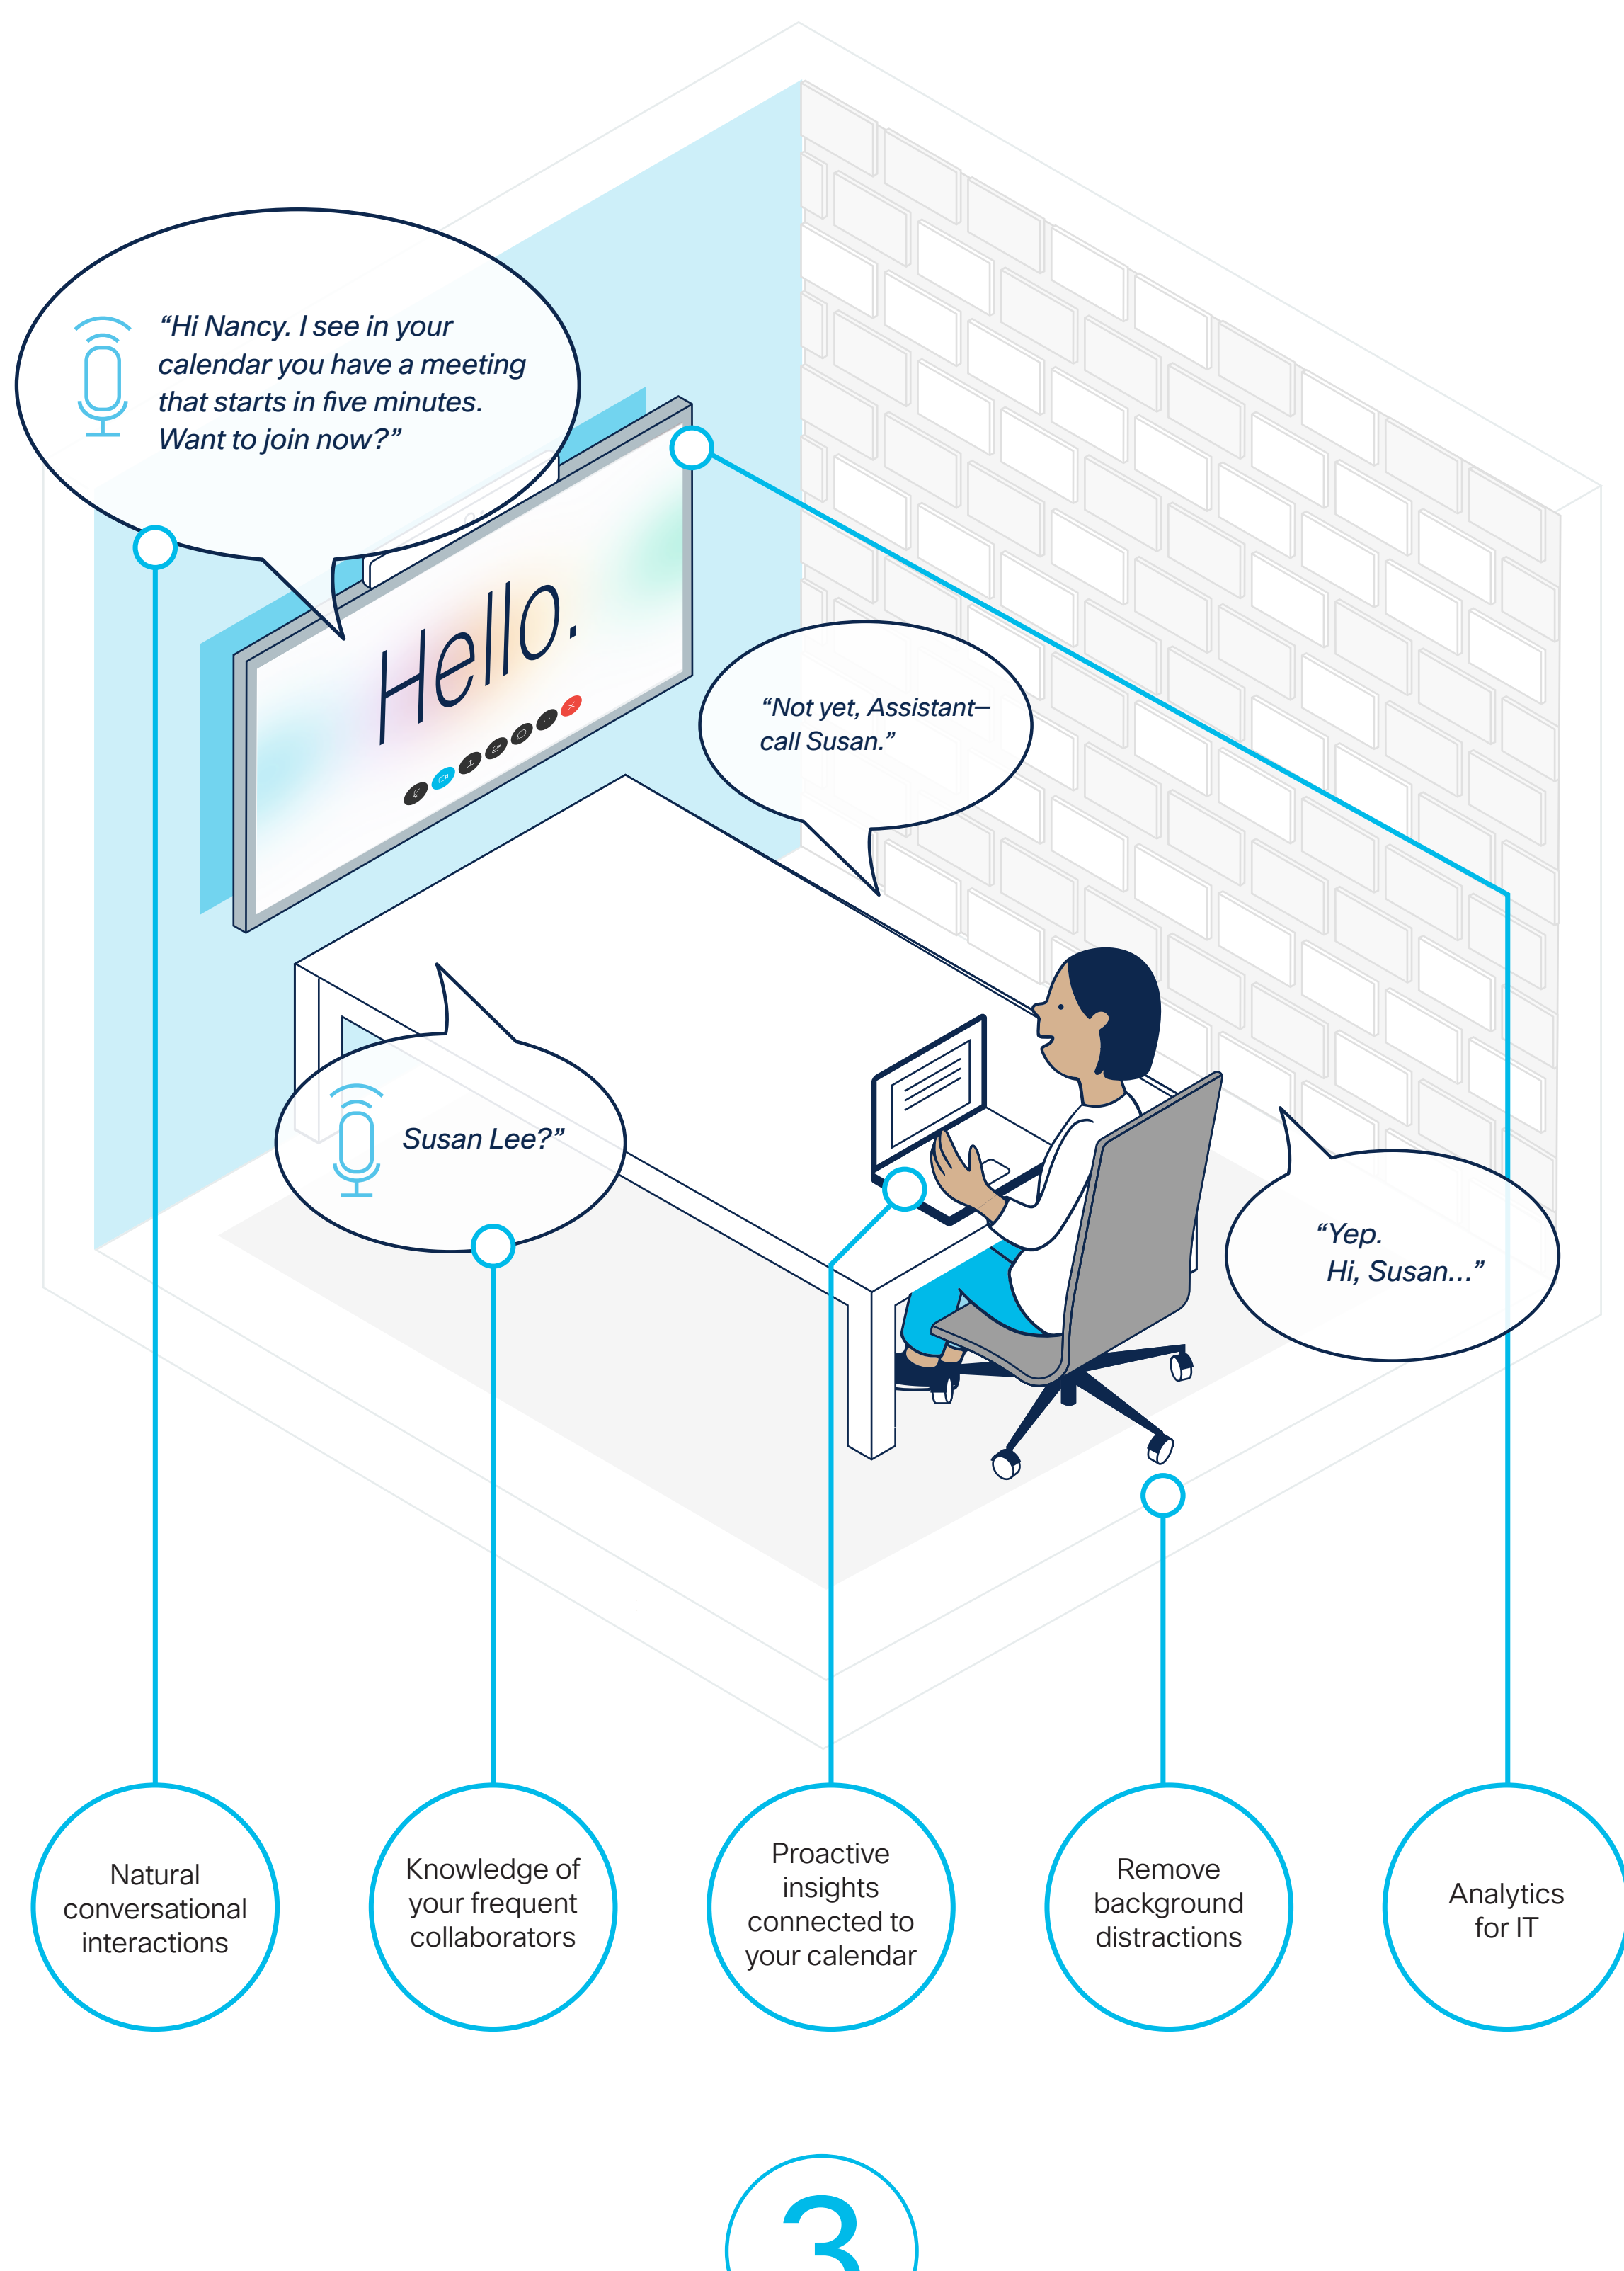 “Hi Nancy. I see in your
calendar you have a meeting
that starts in five minutes.
Want to join now?”
Hello.
“Not yet, Assistant—
call Susan.”
Susan Lee?”
“Yep.
Hi, Susan...”
Natural
conversational
interactions
Knowledge of
your frequent
collaborators
Proactive
insights
connected to
your calendar
Remove
background
distractions
Analytics
for IT
3